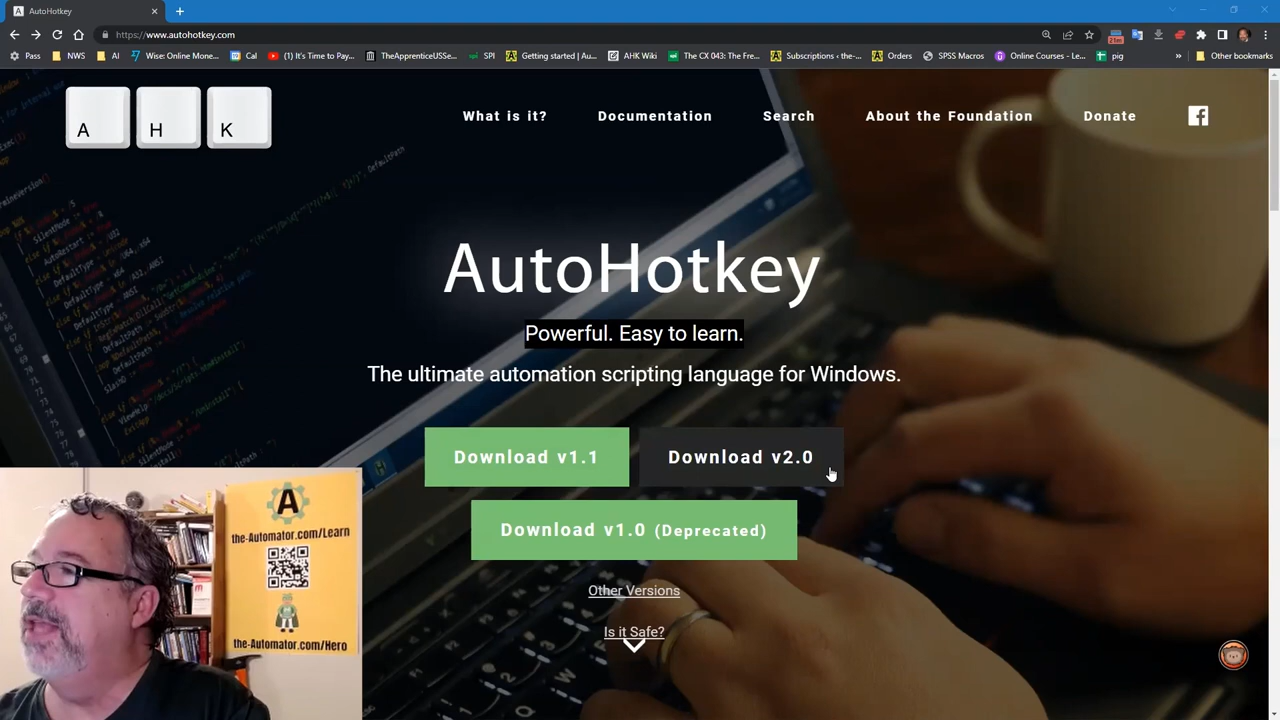 AutoHotkey
https://www.autohotkey.com
Pass
NWS
AI
Wise: Online Mone...
Cal
(1) It's Time to Pay...
TheApprenticeUSSe...
SPI
Getting started | Au...
AHK Wiki
The CX 043: The Fre...
Subscriptions ‹ the-...
Orders
SPSS Macros
Online Courses - Le...
pig
»
Other bookmarks
A H K
What is it?
Documentation
Search
About the Foundation
Donate
AutoHotkey
Powerful. Easy to learn.
The ultimate automation scripting language for Windows.
Download v1.1
Download v2.0
Download v1.0 (Deprecated)
Other Versions
Is it Safe?
A
the-Automator.com/Learn
the-Automator.com/Hero